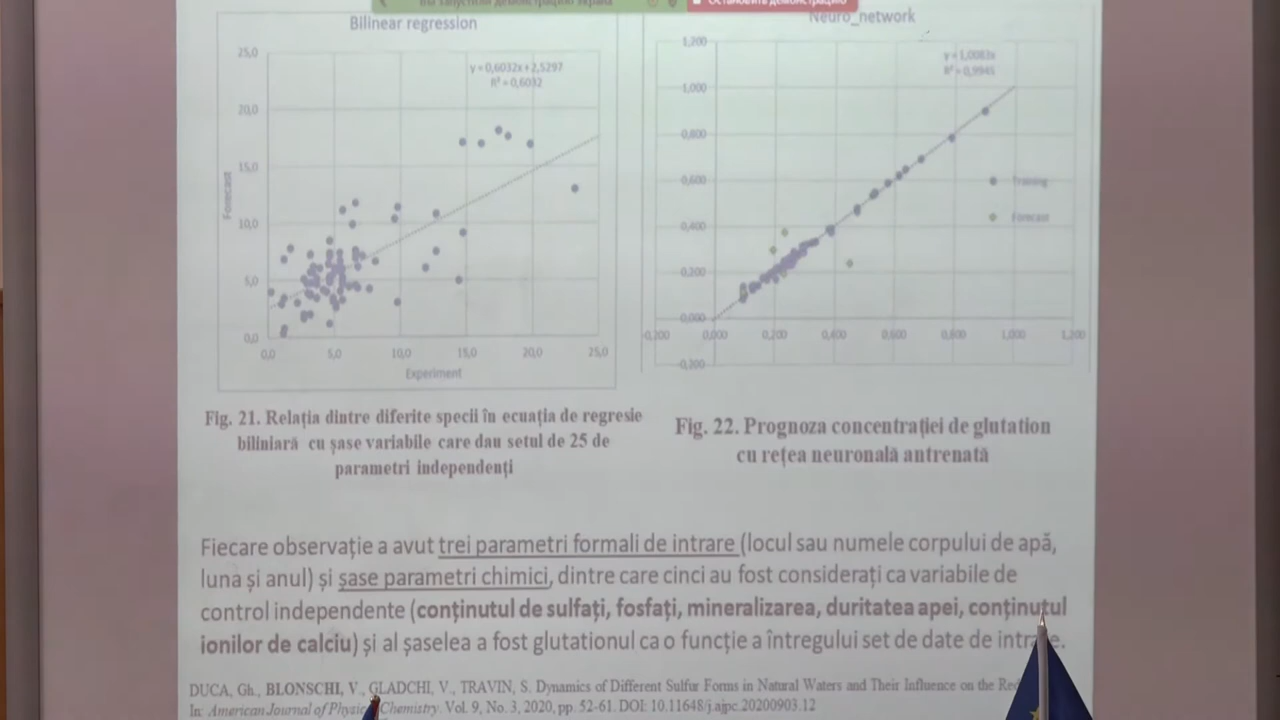 Bilinear regression
25,0
y=0,6032x+2,5297
R²=0,6032
20,0
15,0
Forecast
10,0
5,0
0,0
0,0 5,0 10,0 15,0 20,0 25,0
Experiment
Neuro_network
1,200
R²=0,9945
1,000
0,800
0,600
Training
0,400
Forecast
0,200
0,000
-0,200 0,000 0,200 0,400 0,600 0,800 1,000 1,200
-0,200
Fig. 21. Relația dintre diferite specii în ecuația de regresie
biliniară cu șase variabile care dau setul de 25 de
parametri independenți
Fig. 22. Prognoza concentrației de glutation
cu rețea neuronală antrenată
Fiecare observație a avut trei parametri formali de intrare (locul sau numele corpului de apă,
luna și anul) și șase parametri chimici, dintre care cinci au fost considerați ca variabile de
control independente (conținutul de sulfați, fosfați, mineralizarea, duritatea apei, conținutul
ionilor de calciu) și al șaselea a fost glutationul ca o funcție a întregului set de date de
DUCA, Gh., BLONSCHI, V., GLADCHI, V., TRAVIN, S. Dynamics of Different Sulfur Forms in Natural Waters and Their Influence on the
In: American Journal of Chemistry. Vol. 9, No. 3, 2020, pp. 52-61. DOI: 10.11648/j.ajpc.20200903.12